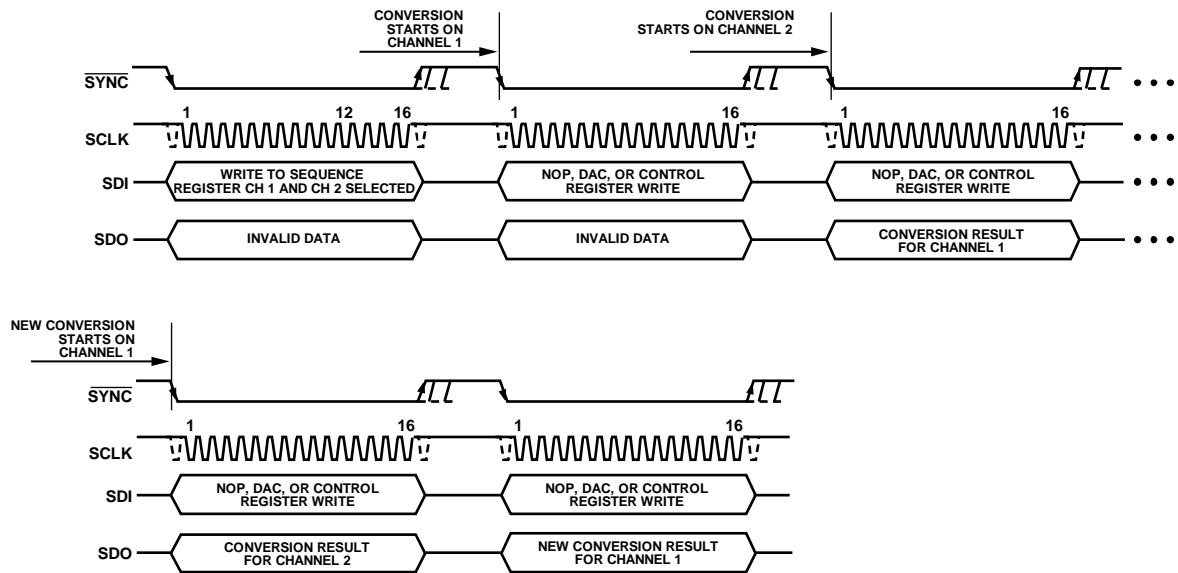 CONVERSION
STARTS ON
CHANNEL 1
CONVERSION
STARTS ON CHANNEL 2
SYNC
1
12
16
1
16
1
16
SCLK
SDI
WRITE TO SEQUENCE
REGISTER CH 1 AND CH 2 SELECTED
NOP, DAC, OR CONTROL
REGISTER WRITE
NOP, DAC, OR CONTROL
REGISTER WRITE
SDO
INVALID DATA
INVALID DATA
CONVERSION RESULT
FOR CHANNEL 1
NEW CONVERSION
STARTS ON
CHANNEL 1
SYNC
1
16
1
16
SCLK
SDI
NOP, DAC, OR CONTROL
REGISTER WRITE
NOP, DAC, OR CONTROL
REGISTER WRITE
SDO
CONVERSION RESULT
FOR CHANNEL 2
NEW CONVERSION RESULT
FOR CHANNEL 1